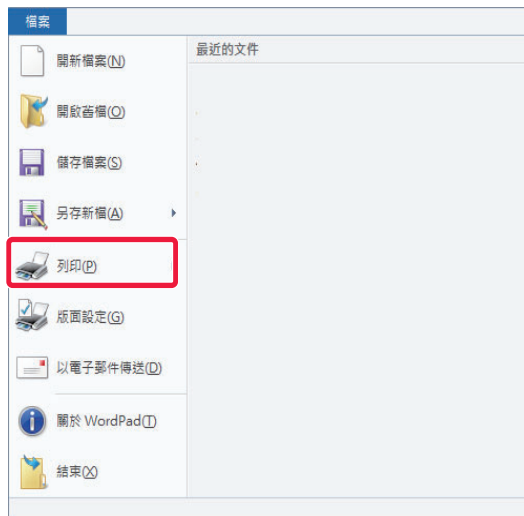 檔案
最近的文件
開新檔案(N)
開啟舊檔(O)
儲存檔案(S)
另存新檔(A)
列印(P)
版面設定(G)
以電子郵件傳送(D)
關於 WordPad(T)
結束(X)